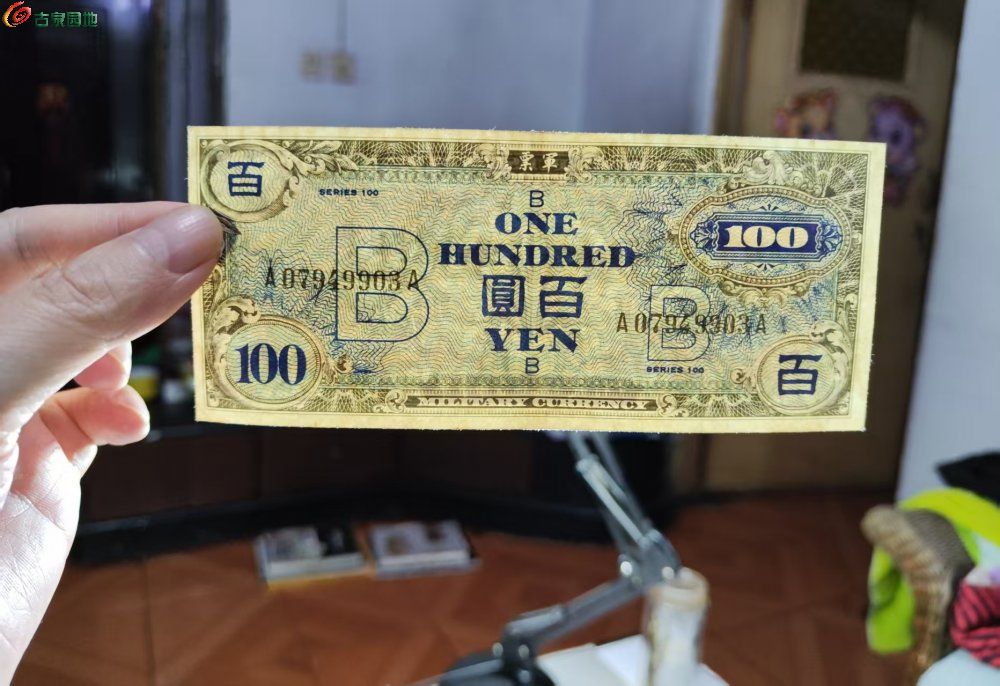 古泉园地
票軍
百
SERIES 100
B
ONE
HUNDRED
圓百
YEN
B
100
B
A07949903A
B
A07949903A
100
SERIES 100
百
MILITARY CURRENCY